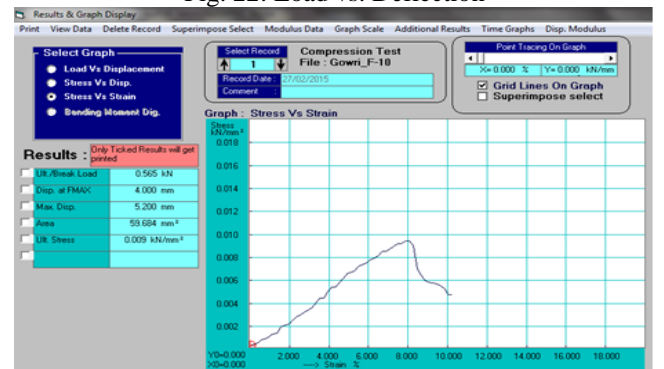 Fig. 22: Load vs. Deflection
Results & Graph Display
Print View Data Delete Record Superimpose Select Modulus Data Graph Scale Additional Results Time Graphs Disp. Modulus
Select Graph
Load Vs Displacement
Stress Vs Disp.
Stress Vs Strain
Bending Moment Dig.
Select Record
1
Compression Test
File : Gowri_F-10
Record Date : 27/02/2015
Comment :
Point Tracing On Graph
X= 0.000 % Y= 0.000 kN/mm
Grid Lines On Graph
Superimpose select
Results : Only Ticked Results will get printed
Ult./Break Load 0.565 kN
Disp. at FMAX 4.000 mm
Max. Disp. 5.200 mm
Area 59.684 mm²
Ult. Stress 0.009 kN/mm²
Graph : Stress Vs Strain
Stress
kN/mm²
0.018
0.016
0.014
0.012
0.010
0.008
0.006
0.004
0.002
Y0=0.000
X0=0.000
2.000 4.000 6.000 8.000 10.000 12.000 14.000 16.000 18.000
---> Strain %